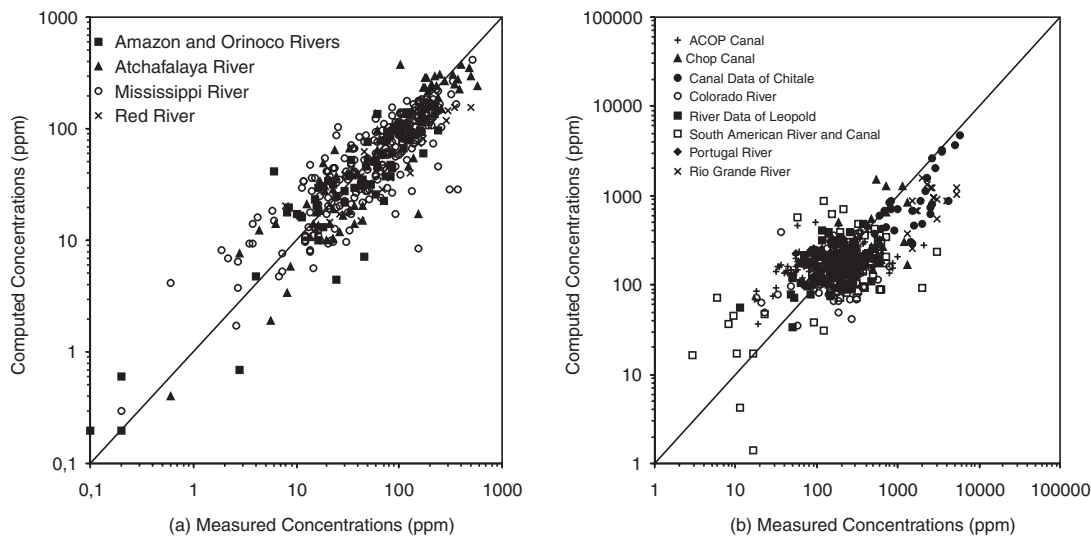 1000
100
10
1
0,1
0,1
1
10
100
1000
Computed Concentrations (ppm)
Amazon and Orinoco Rivers
Atchafalaya River
Mississippi River
Red River
(a) Measured Concentrations (ppm)
100000
10000
1000
100
10
1
1
10
100
1000
10000
100000
Computed Concentrations (ppm)
ACOP Canal
Chop Canal
Canal Data of Chitale
Colorado River
River Data of Leopold
South American River and Canal
Portugal River
Rio Grande River
(b) Measured Concentrations (ppm)